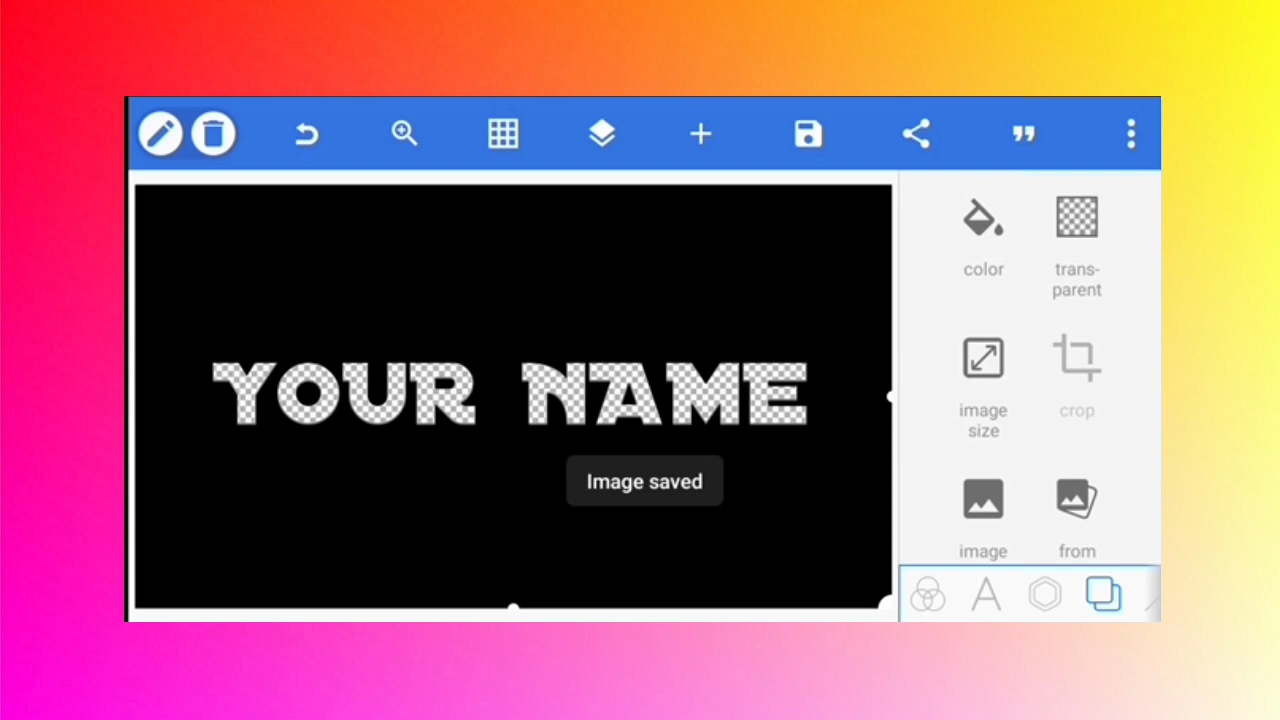 YOUR NAME
Image saved
color
trans-
parent
image
size
crop
image
from